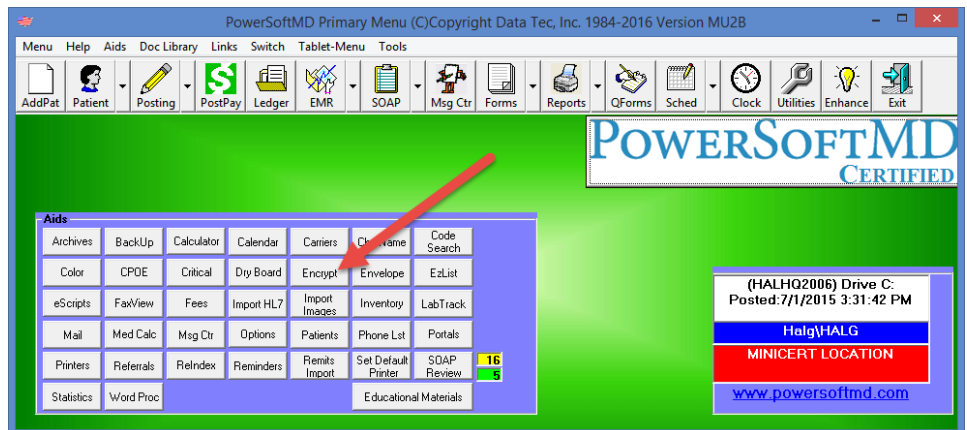 PowerSoftMD Primary Menu (C)Copyright Data Tec, Inc. 1984-2016 Version MU2B
Menu Help Aids Doc Library Links Switch Tablet-Menu Tools
AddPat Patient Posting PostPay Ledger EMR SOAP Msg Ctr Forms Reports QForms Sched Clock Utilities Enhance Exit
POWERSOFTMD
CERTIFIED
Aids
Archives BackUp Calculator Calendar Carriers Code
Search
Color CPOE Critical Dry Board Encrypt Envelope EzList
eScripts FaxView Fees Import HL7 Import
Images Inventory LabTrack
Mail Med Calc Msg Ctr Options Patients Phone Lst Portals
Printers Referrals ReIndex Reminders Remits
Import Set Default
Printer SOAP
Review 16
5
Statistics Word Proc Educational Materials
(HALHQ2006) Drive C:
Posted:7/1/2015 3:31:42 PM
Halg\HALG
MINICERT LOCATION
www.powersoftmd.com